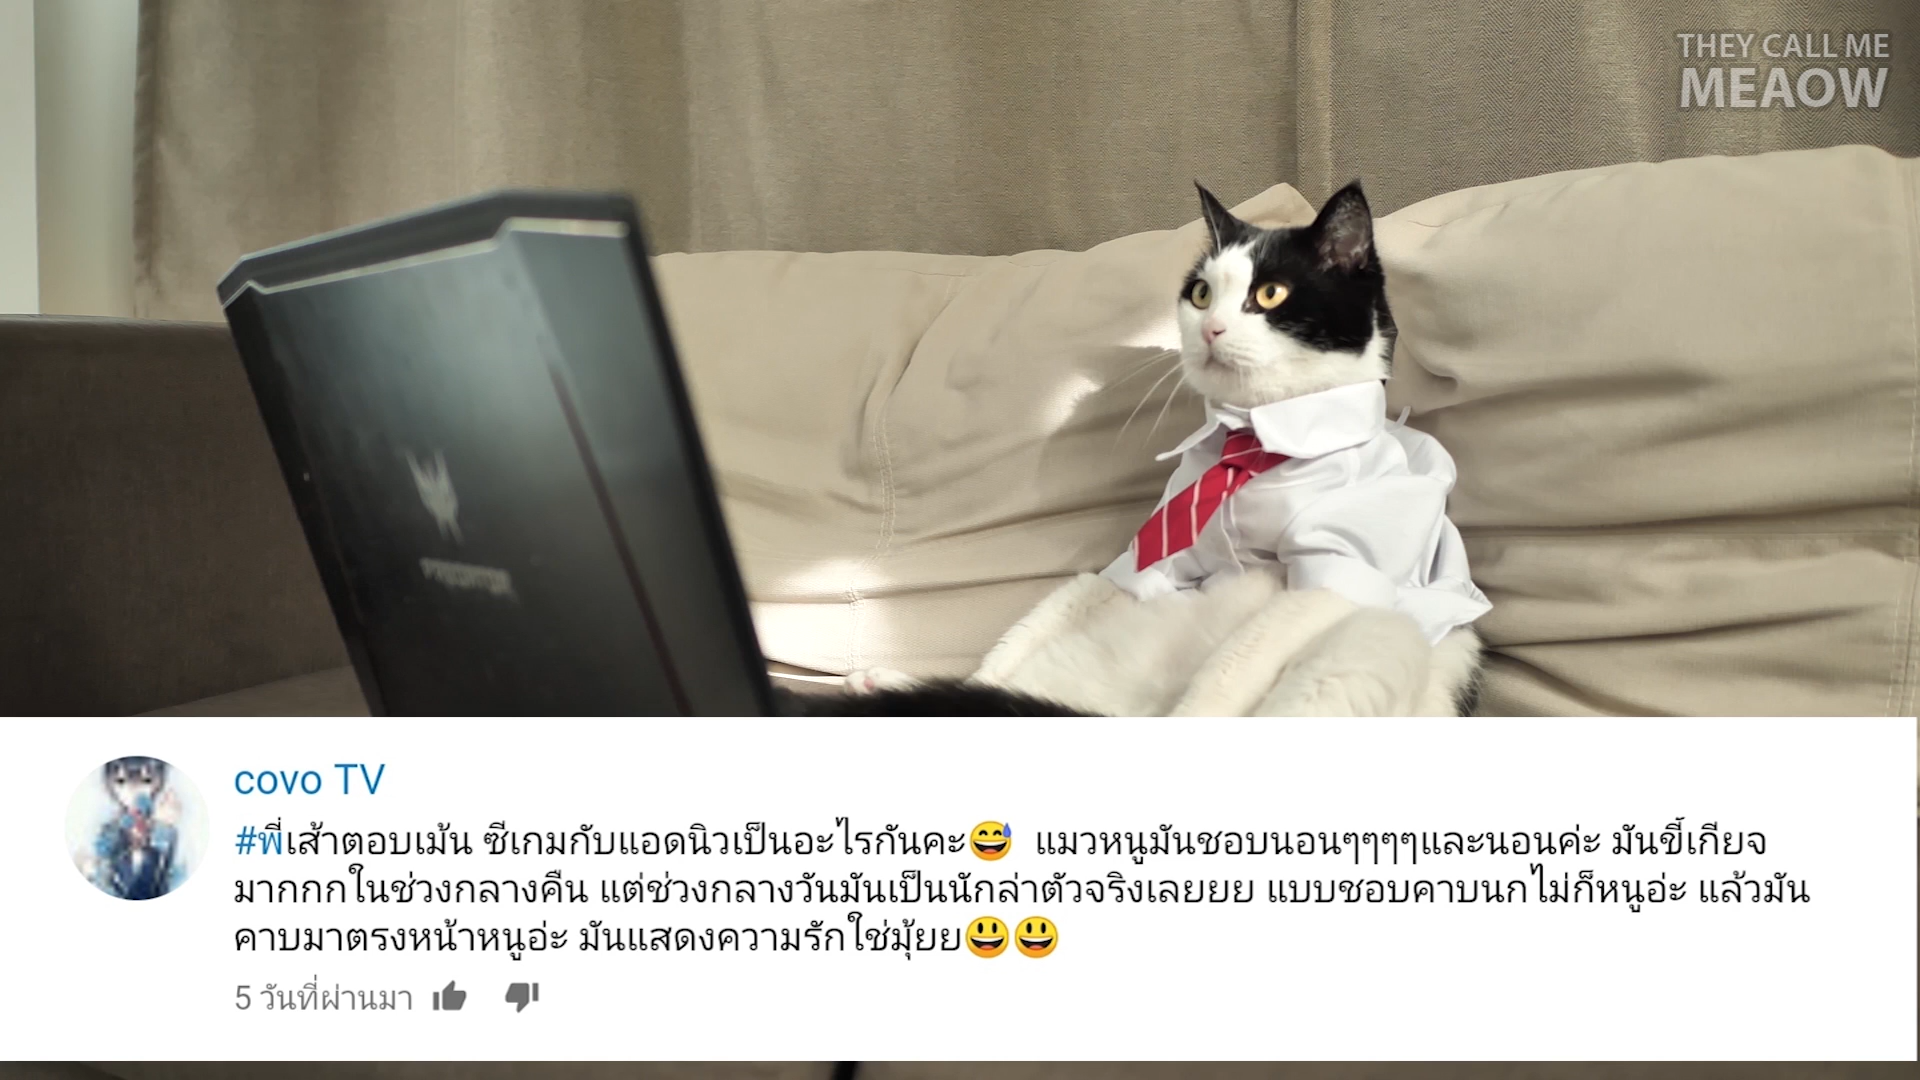 THEY CALL ME
MEAOW
PREDATOR
covo TV
#พี่เส้าตอบเม้น ซีเกมกับแอดนิวเป็นอะไรกันคะ😅 แมวหนูมันชอบนอนๆๆๆๆและนอนค่ะ มันขี้เกียจ
มากกกในช่วงกลางคืน แต่ช่วงกลางวันมันเป็นนักล่าตัวจริงเลยยย แบบชอบคาบนกไม่ก็หนูอ่ะ แล้วมัน
คาบมาตรงหน้าหนูอ่ะ มันแสดงความรักใช่มุ้ยย😃😃
5 วันที่ผ่านมา